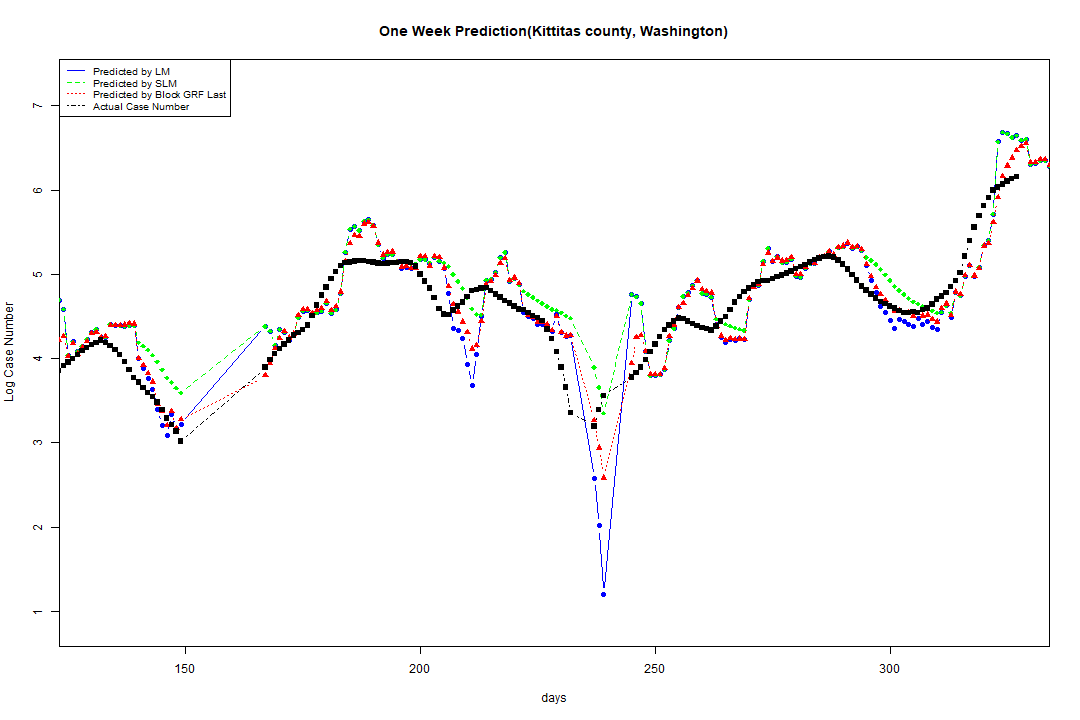 One Week Prediction(Kittitas county, Washington)
Predicted by LM
Predicted by SLM
Predicted by Block GRF Last
Actual Case Number
7
6
5
4
3
2
1
Log Case Number
150 200 250 300
days